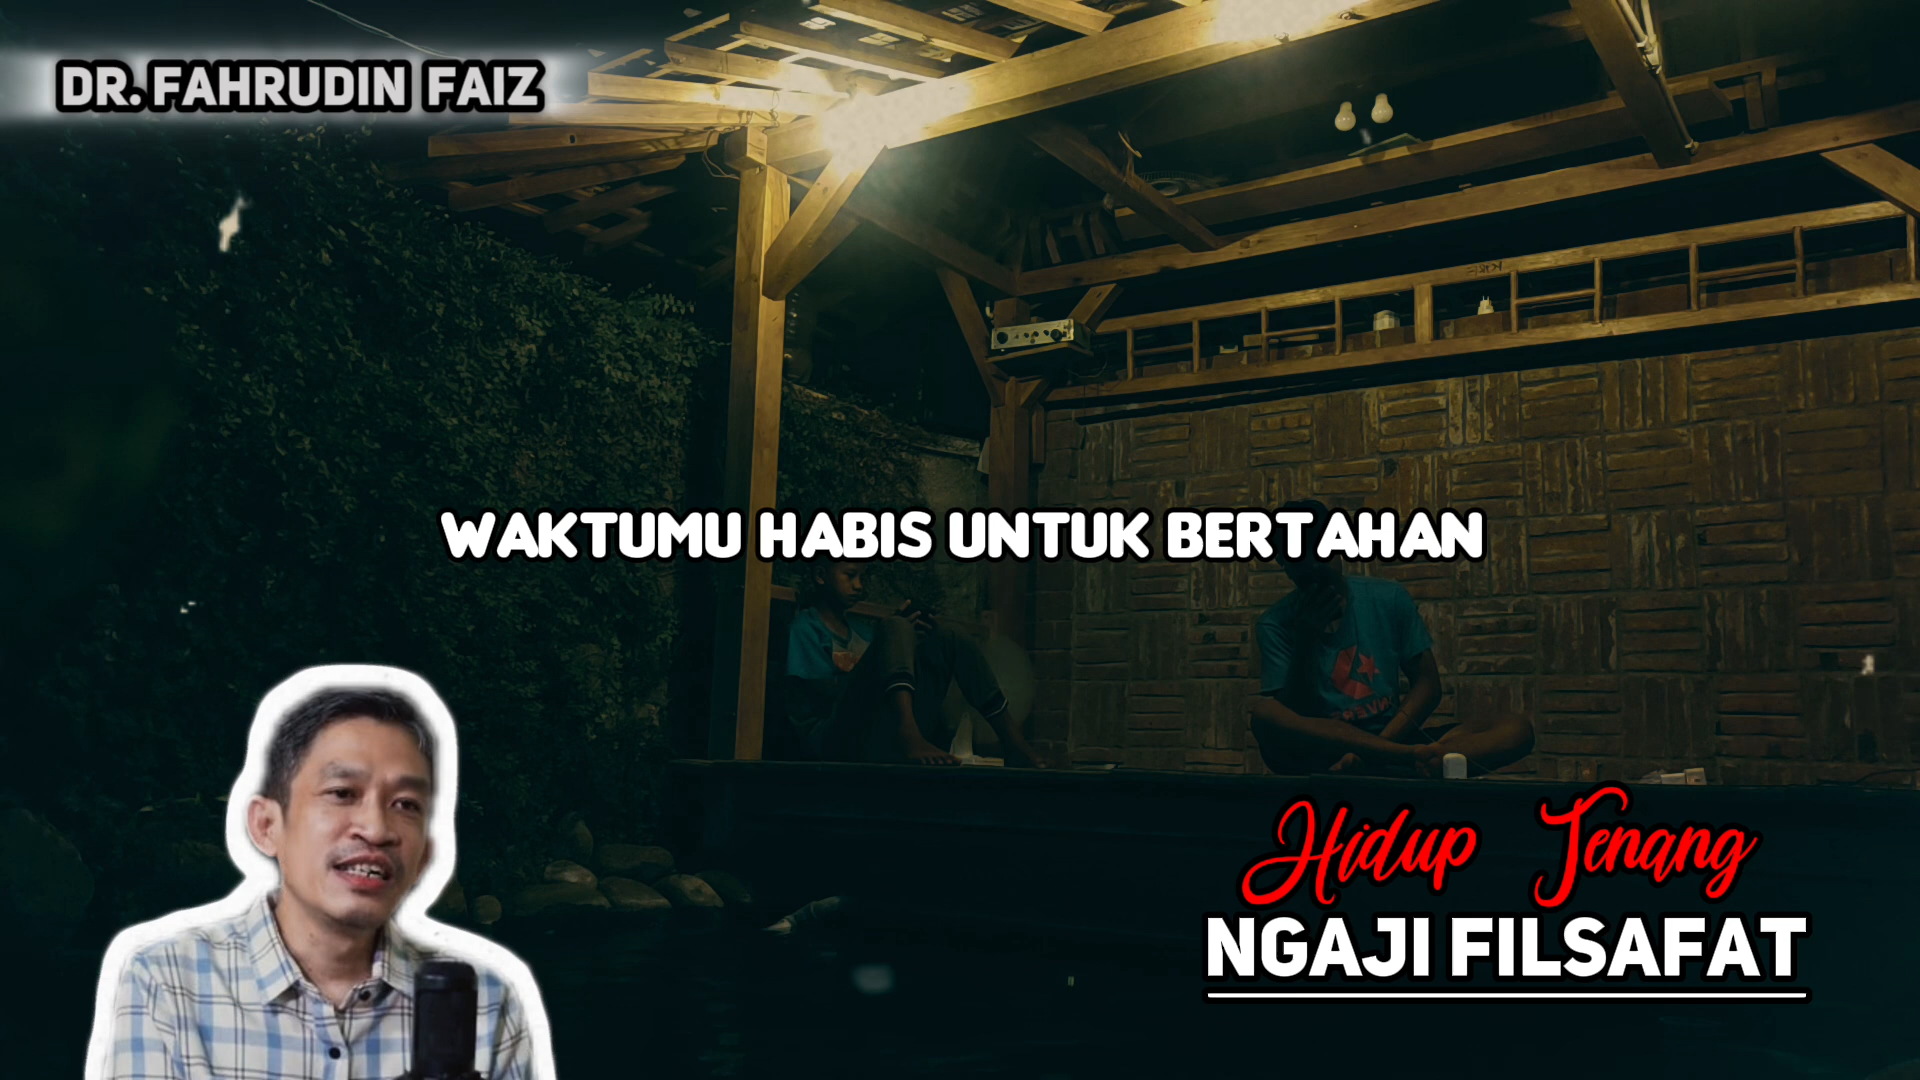 DR. FAHRUDIN FAIZ
WAKTUMU HABIS UNTUK BERTAHAN
Hidup Tenang
NGAJI FILSAFAT